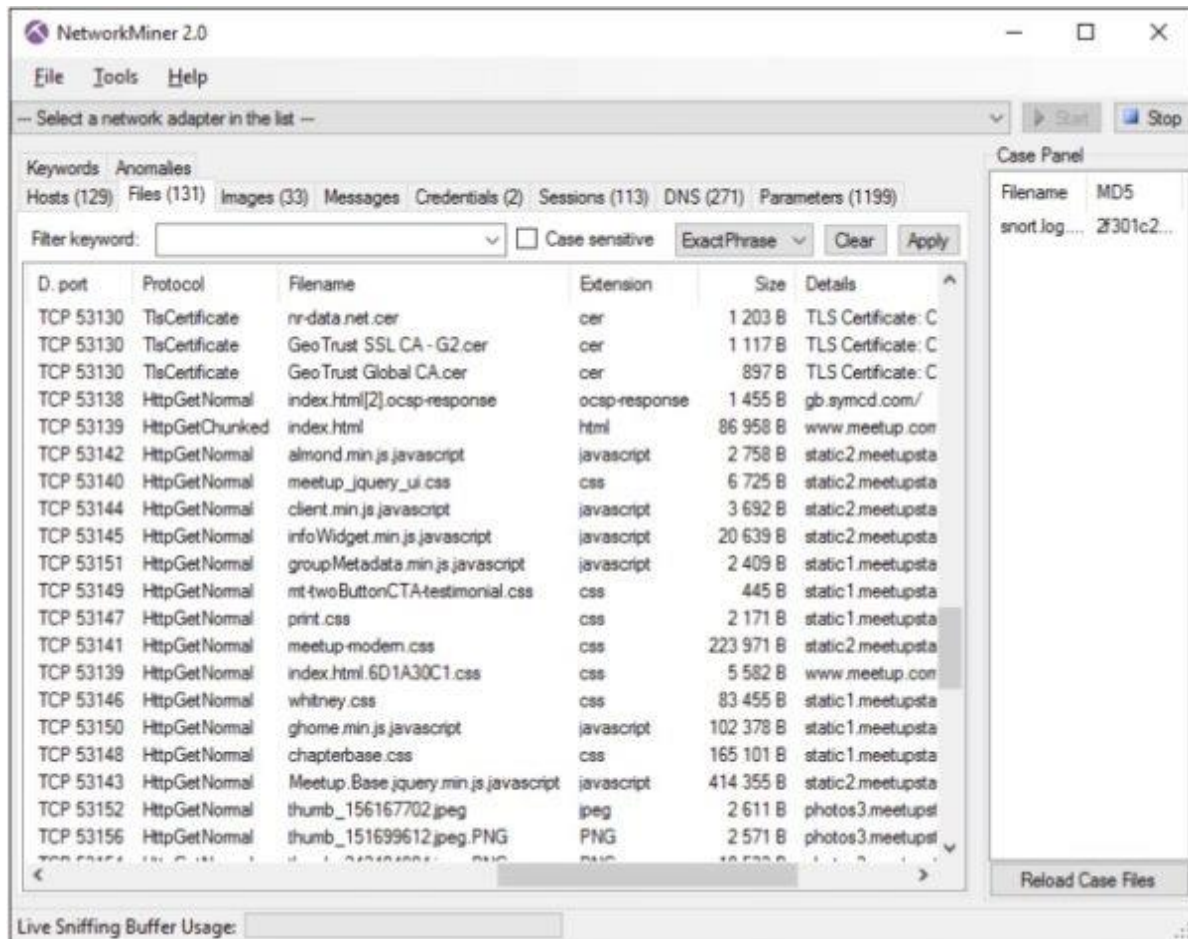 NetworkMiner 2.0
File Tools Help
--- Select a network adapter in the list ---
Start Stop
Keywords Anomalies
Hosts (129) Files (131) Images (33) Messages Credentials (2) Sessions (113) DNS (271) Parameters (1199)
Filter keyword: Case sensitive ExactPhrase Clear Apply
D. port Protocol Filename Extension Size Details
TCP 53130 TlsCertificate nr-data.net.cer cer 1 203 B TLS Certificate: C
TCP 53130 TlsCertificate GeoTrust SSL CA - G2.cer cer 1 117 B TLS Certificate: C
TCP 53130 TlsCertificate GeoTrust Global CA.cer cer 897 B TLS Certificate: C
TCP 53138 HttpGetNormal index.html[2].ocsp-response ocsp-response 1 455 B gb.symcd.com/
TCP 53139 HttpGetChunked index.html html 86 958 B www.meetup.com
TCP 53142 HttpGetNormal almond.min.js.javascript javascript 2 758 B static2.meetupsta
TCP 53140 HttpGetNormal meetup_jquery_ui.css css 6 725 B static2.meetupsta
TCP 53144 HttpGetNormal client.min.js.javascript javascript 3 692 B static2.meetupsta
TCP 53145 HttpGetNormal infoWidget.min.js.javascript javascript 20 639 B static2.meetupsta
TCP 53151 HttpGetNormal groupMetadata.min.js.javascript javascript 2 409 B static1.meetupsta
TCP 53149 HttpGetNormal mt-twoButtonCTA-testimonial.css css 445 B static1.meetupsta
TCP 53147 HttpGetNormal print.css css 2 171 B static1.meetupsta
TCP 53141 HttpGetNormal meetup-modern.css css 223 971 B static2.meetupsta
TCP 53139 HttpGetNormal index.html.6D1A30C1.css css 5 582 B www.meetup.com
TCP 53146 HttpGetNormal whitney.css css 83 455 B static1.meetupsta
TCP 53150 HttpGetNormal ghome.min.js.javascript javascript 102 378 B static1.meetupsta
TCP 53148 HttpGetNormal chapterbase.css css 165 101 B static1.meetupsta
TCP 53143 HttpGetNormal Meetup.Base.jquery.min.js.javascript javascript 414 355 B static2.meetupsta
TCP 53152 HttpGetNormal thumb_156167702.jpeg jpeg 2 611 B photos3.meetupst
TCP 53156 HttpGetNormal thumb_151699612.jpeg.PNG PNG 2 571 B photos3.meetupst
Case Panel
Filename MD5
snort.log.... 2f301c2...
Reload Case Files
Live Sniffing Buffer Usage: